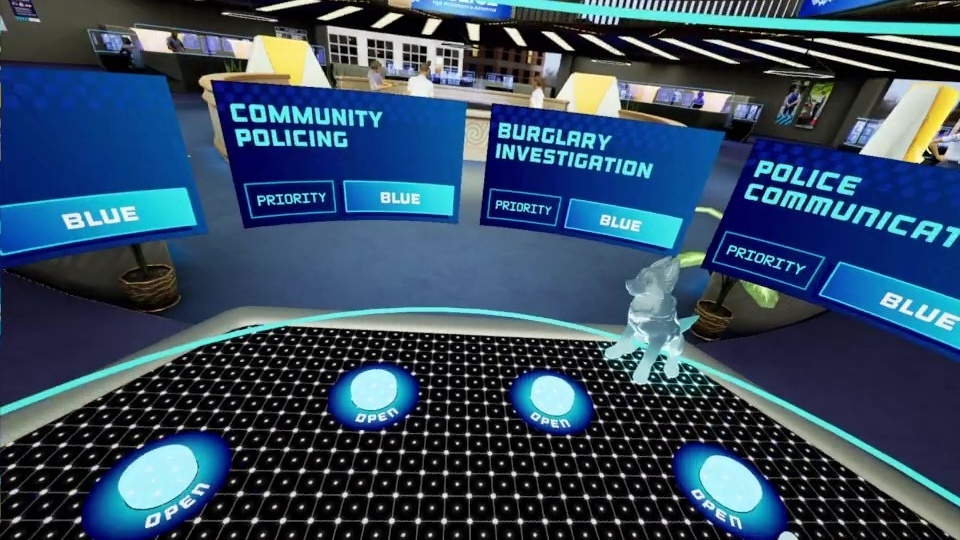 BLUE
COMMUNITY
POLICING
PRIORITY
BLUE
BURGLARY
INVESTIGATION
PRIORITY
BLUE
POLICE
COMMUNICAT
PRIORITY
BLUE
OPEN
OPEN
OPEN
OPEN